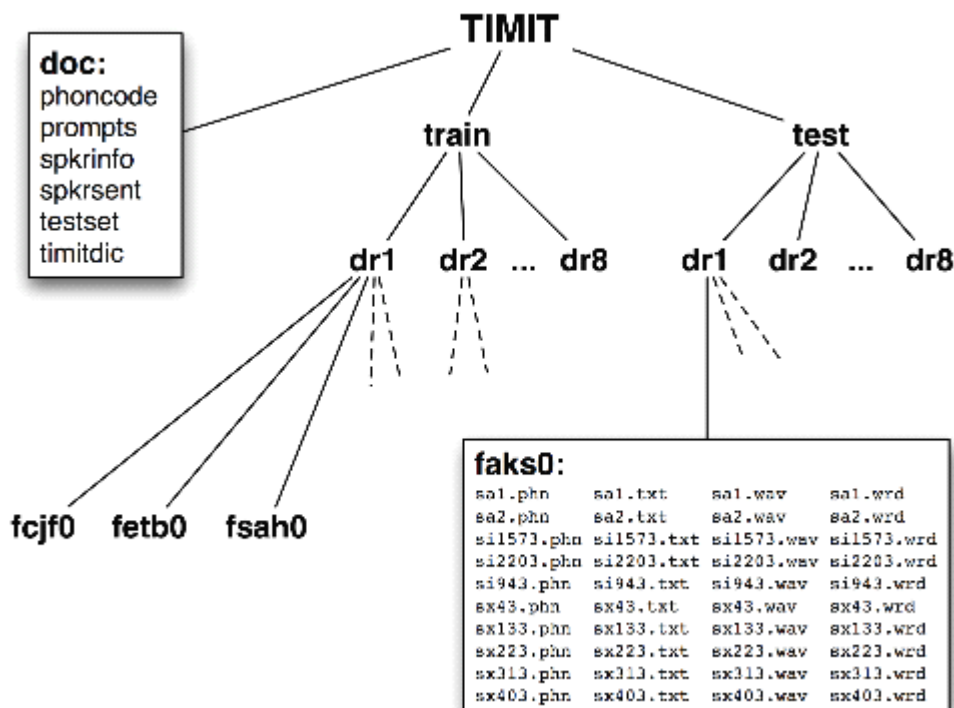 TIMIT
doc:
phoncode
prompts
spkrinfo
spkrsent
testset
timitdic
train
test
dr1 dr2 ... dr8
dr1 dr2 ... dr8
fcjf0 fetb0 fsah0
faks0:
sa1.phn sa1.txt sa1.wav sa1.wrd
sa2.phn sa2.txt sa2.wav sa2.wrd
si1573.phn si1573.txt si1573.wav si1573.wrd
si2203.phn si2203.txt si2203.wav si2203.wrd
si943.phn si943.txt si943.wav si943.wrd
sx43.phn sx43.txt sx43.wav sx43.wrd
sx133.phn sx133.txt sx133.wav sx133.wrd
sx223.phn sx223.txt sx223.wav sx223.wrd
sx313.phn sx313.txt sx313.wav sx313.wrd
sx403.phn sx403.txt sx403.wav sx403.wrd